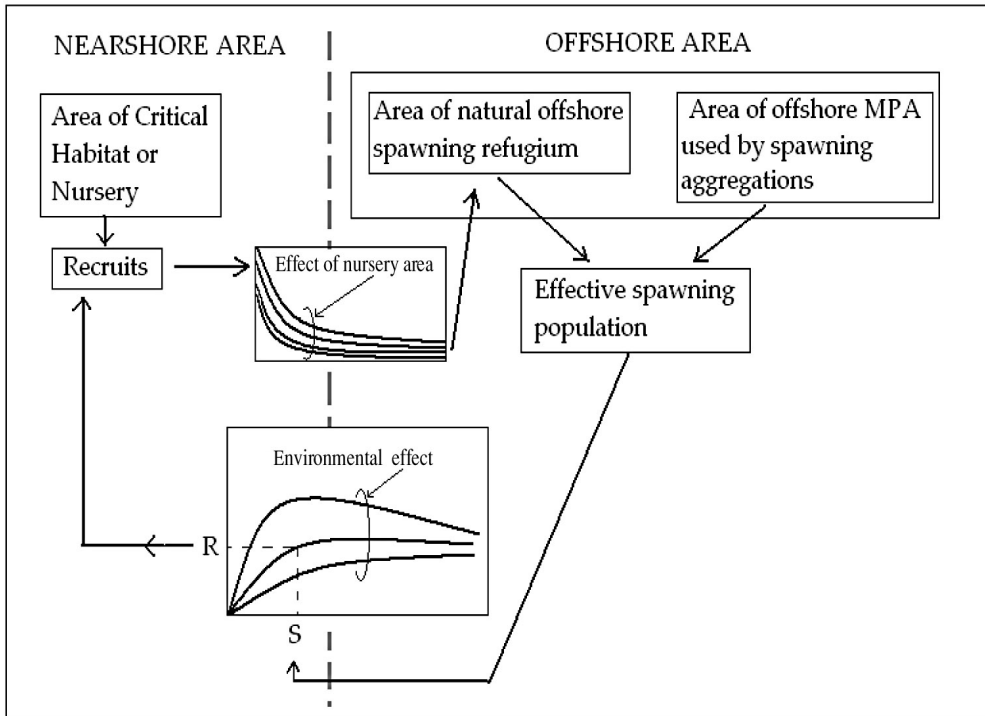 NEARSHORE AREA
OFFSHORE AREA
Area of Critical
Habitat or
Nursery
Area of natural offshore
spawning refugium
Area of offshore MPA
used by spawning
aggregations
Recruits
Effect of nursery area
Effective spawning
population
Environmental effect
R
S